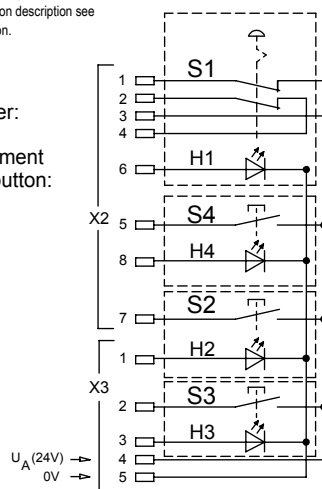 on description see
on.
er:
ment
button:
X2
1
2
3
4
S1
6
H1
5
S4
8
H4
7
S2
X3
1
H2
2
S3
3
H3
U_A (24V)
4
0V
5